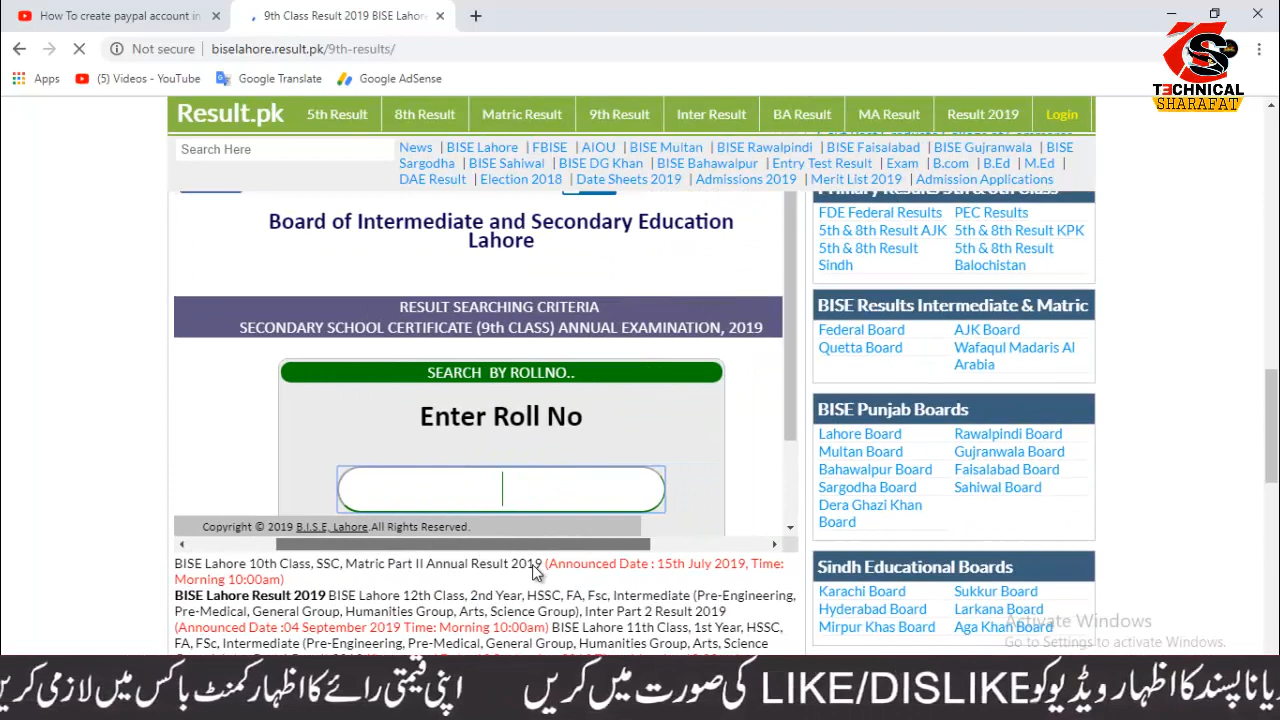 How To create paypal account in
9th Class Result 2019 BISE Lahore
Not secure
biselahore.result.pk/9th-results/
Apps
(5) Videos - YouTube
Google Translate
Google AdSense
TECHNICAL
SHARAFAT
Result.pk
5th Result
8th Result
Matric Result
9th Result
Inter Result
BA Result
MA Result
Result 2019
Login
Search Here
News | BISE Lahore | FBISE | AIOU | BISE Multan | BISE Rawalpindi | BISE Faisalabad | BISE Gujranwala | BISE
Sargodha | BISE Sahiwal | BISE DG Khan | BISE Bahawalpur | Entry Test Result | Exam | B.com | B.Ed | M.Ed |
DAE Result | Election 2018 | Date Sheets 2019 | Admissions 2019 | Merit List 2019 | Admission Applications
Board of Intermediate and Secondary Education
Lahore
RESULT SEARCHING CRITERIA
SECONDARY SCHOOL CERTIFICATE (9th CLASS) ANNUAL EXAMINATION, 2019
SEARCH BY ROLLNO..
Enter Roll No
Copyright © 2019 B.I.S.E, Lahore.All Rights Reserved.
BISE Lahore 10th Class, SSC, Matric Part II Annual Result 2019 (Announced Date : 15th July 2019, Time:
Morning 10:00am)
BISE Lahore Result 2019 BISE Lahore 12th Class, 2nd Year, HSSC, FA, Fsc, Intermediate (Pre-Engineering,
Pre-Medical, General Group, Humanities Group, Arts, Science Group), Inter Part 2 Result 2019
(Announced Date :04 September 2019 Time: Morning 10:00am) BISE Lahore 11th Class, 1st Year, HSSC,
FA, FSc, Intermediate (Pre-Engineering, Pre-Medical, General Group, Humanities Group, Arts, Science
Primary Results 5th & 8th Class
FDE Federal Results
PEC Results
5th & 8th Result AJK
5th & 8th Result KPK
5th & 8th Result
Sindh
5th & 8th Result
Balochistan
BISE Results Intermediate & Matric
Federal Board
AJK Board
Quetta Board
Wafaqul Madaris Al
Arabia
BISE Punjab Boards
Lahore Board
Rawalpindi Board
Multan Board
Gujranwala Board
Bahawalpur Board
Faisalabad Board
Sargodha Board
Sahiwal Board
Dera Ghazi Khan
Board
Sindh Educational Boards
Karachi Board
Sukkur Board
Hyderabad Board
Larkana Board
Mirpur Khas Board
Aga Khan Board
Activate Windows
Go to Settings to activate Windows.
یا ناپسند کا اظہار ویڈیو کو LIKE/DISLIKE کی صورت میں کریں اپنی قیمتی رائے کا اظہار کمنٹ باکس میں لازمی کریں